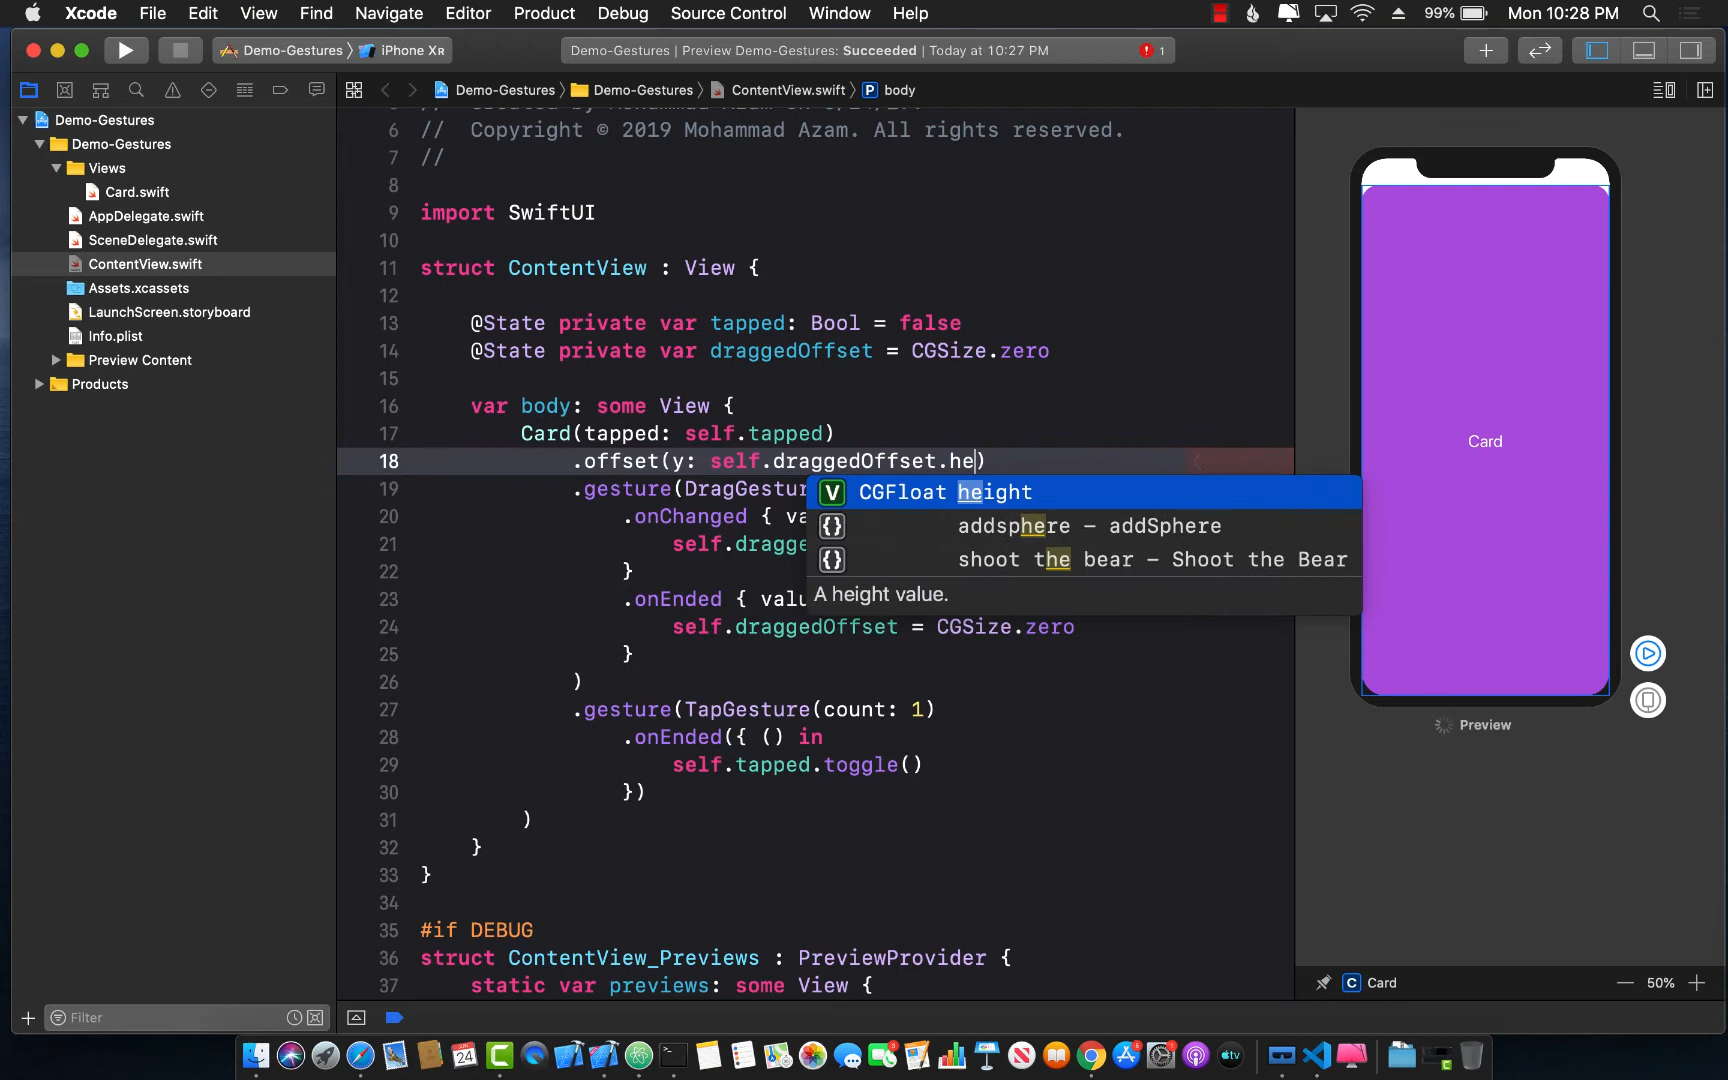 Xcode File Edit View Find Navigate Editor Product Debug Source Control Window Help 99% Mon 10:28 PM
Demo-Gestures iPhone XR Demo-Gestures | Preview Demo-Gestures: Succeeded | Today at 10:27 PM 1
Demo-Gestures Demo-Gestures ContentView.swift P body
Demo-Gestures
Demo-Gestures
Views
Card.swift
AppDelegate.swift
SceneDelegate.swift
ContentView.swift
Assets.xcassets
LaunchScreen.storyboard
Info.plist
Preview Content
Products
6 // Copyright © 2019 Mohammad Azam. All rights reserved.
7 //
8
9 import SwiftUI
10
11 struct ContentView : View {
12
13 @State private var tapped: Bool = false
14 @State private var draggedOffset = CGSize.zero
15
16 var body: some View {
17 Card(tapped: self.tapped)
18 .offset(y: self.draggedOffset.he)
19 .gesture(DragGestur
20 .onChanged { va
21 self.dragge
22 }
23 .onEnded { valu
24 self.draggedOffset = CGSize.zero
25 }
26 )
27 .gesture(TapGesture(count: 1)
28 .onEnded({ () in
29 self.tapped.toggle()
30 })
31 )
32 }
33 }
34
35 #if DEBUG
36 struct ContentView_Previews : PreviewProvider {
37 static var previews: some View {
V CGFloat height
{} addsphere – addSphere
{} shoot the bear – Shoot the Bear
A height value.
Card
Preview
C Card
50%
Filter